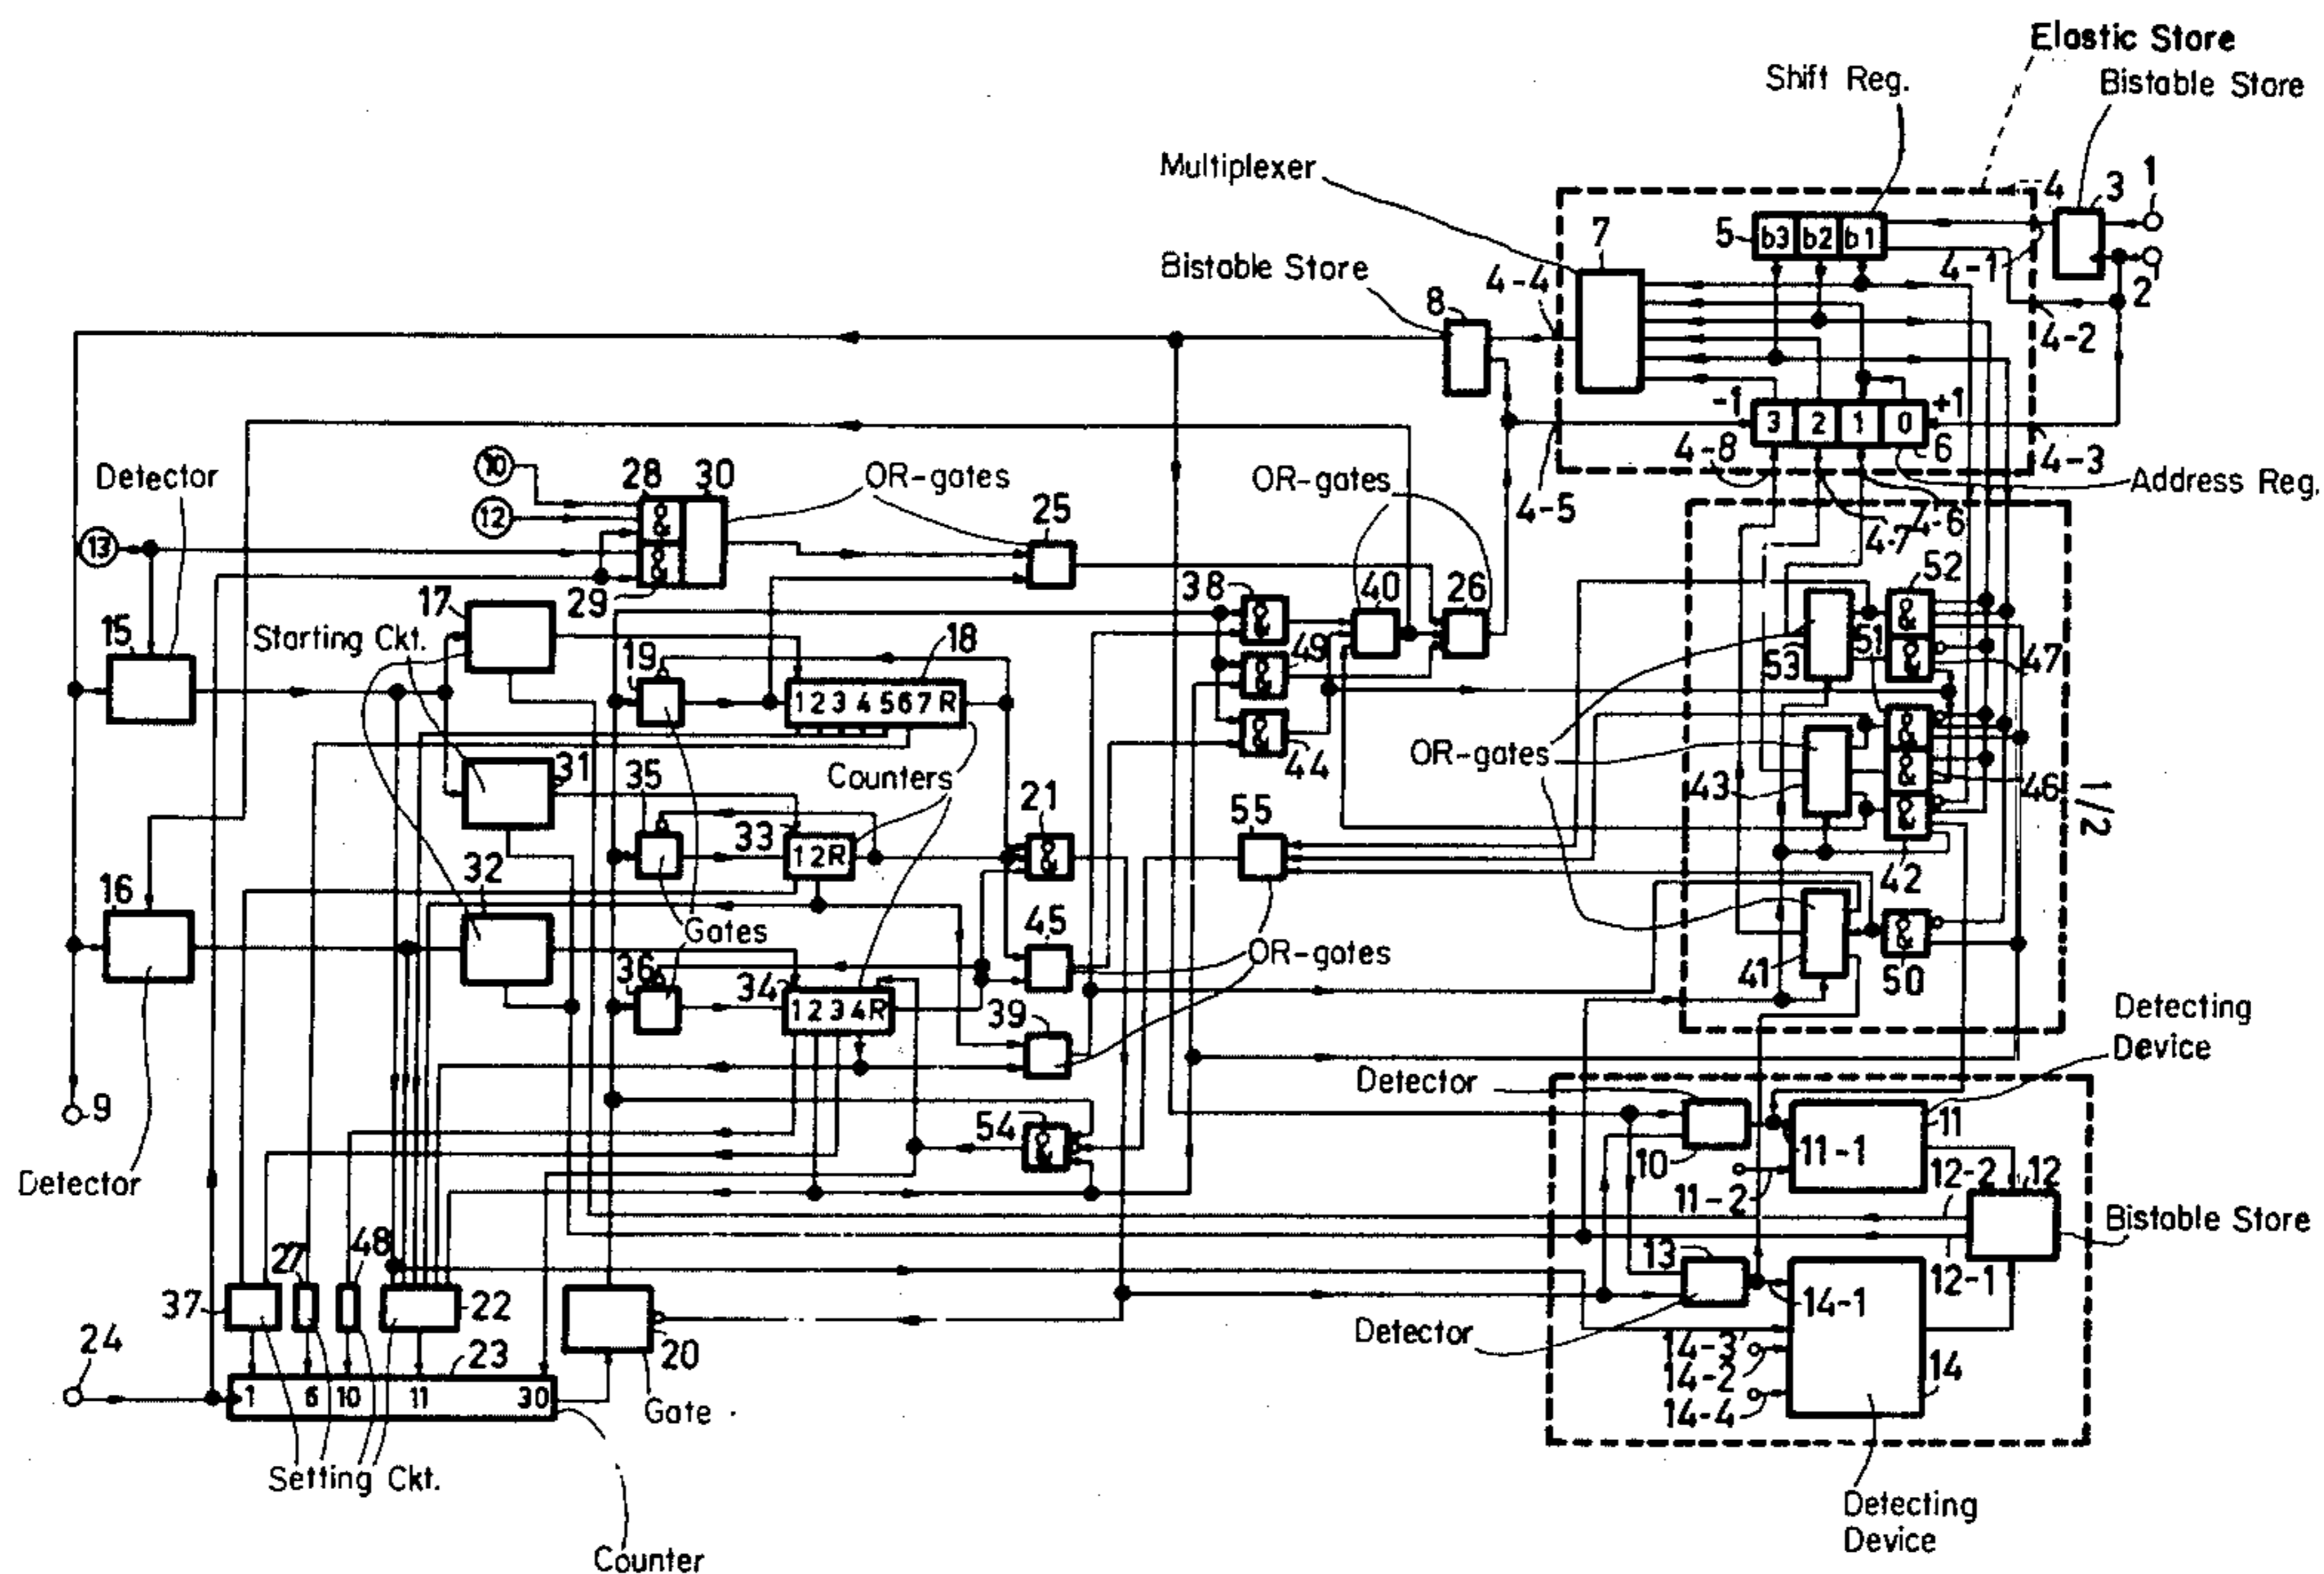 Elastic Store
Shift Reg.
Bistable Store
Multiplexer
4
3
1
7
5
b3 b2 b1
4-1
2
Bistable Store
4-4
8
4-2
-1
3 2 1 0
+1
4-8
6
4-3
Address Reg.
4-5
4-7
4-6
Detector
10
28
30
OR-gates
OR-gates
12
25
13
&
&
29
38
40
26
52
17
Starting Ckt.
15
19
18
&
49
&
51
&
53
&
47
1 2 3 4 5 6 7 R
&
44
OR-gates
&
&
&
43
46
1/2
31
35
Counters
21
55
33
1 2 R
&
42
16
32
Gates
45
OR-gates
41
&
50
36
34
1 2 3 4 R
39
Detecting
Device
Detector
9
54
&
11
10
11-1
11-2
12-2
12
Detector
Bistable Store
13
12-1
27
48
37
22
14-1
24
23
20
Detector
14-3
14-2
14
14-4
1 6 10 11 30
Gate
Setting Ckt.
Detecting
Device
Counter